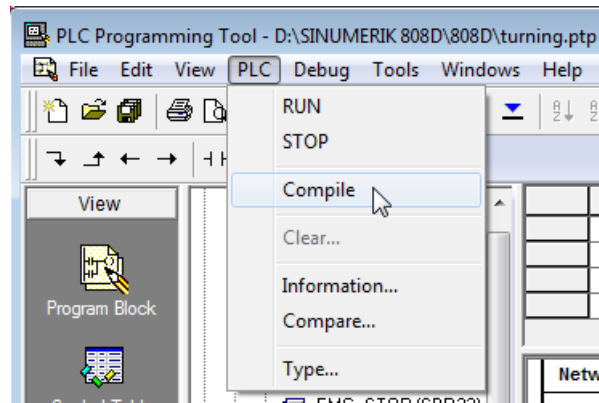 PLC Programming Tool - D:\SINUMERIK 808D\808D\turning.ptp
File Edit View PLC Debug Tools Windows Help
RUN
STOP
View
Compile
Clear...
Program Block
Information...
Compare...
Type...
Netw